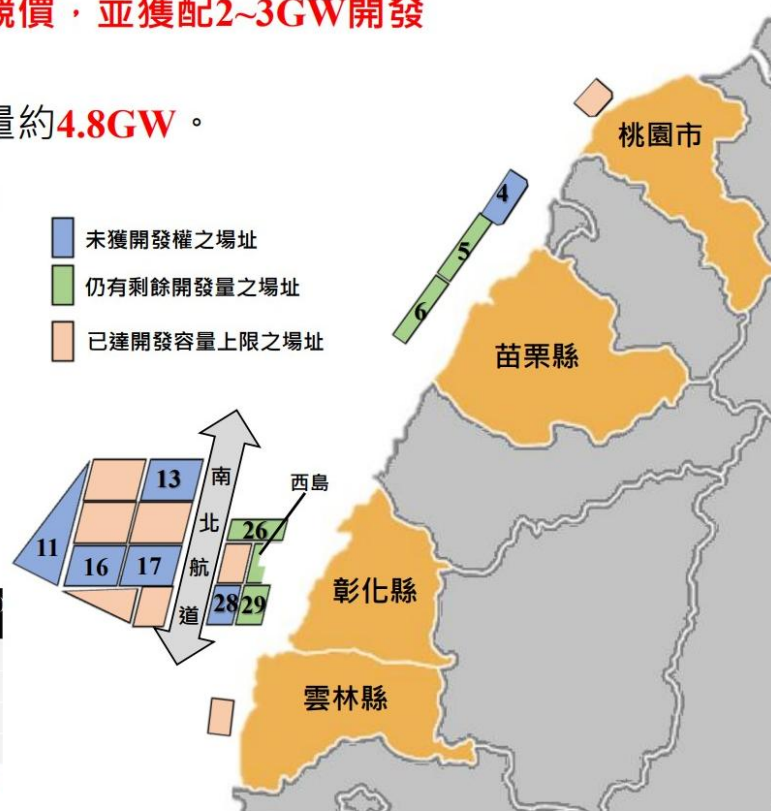 競價，並獲配2~3GW開發
量約4.8GW。
未獲開發權之場址
仍有剩餘開發量之場址
已達開發容量上限之場址
桃園市
4
5
6
苗栗縣
南北航道
西島
13
11
16
17
26
28
29
彰化縣
雲林縣